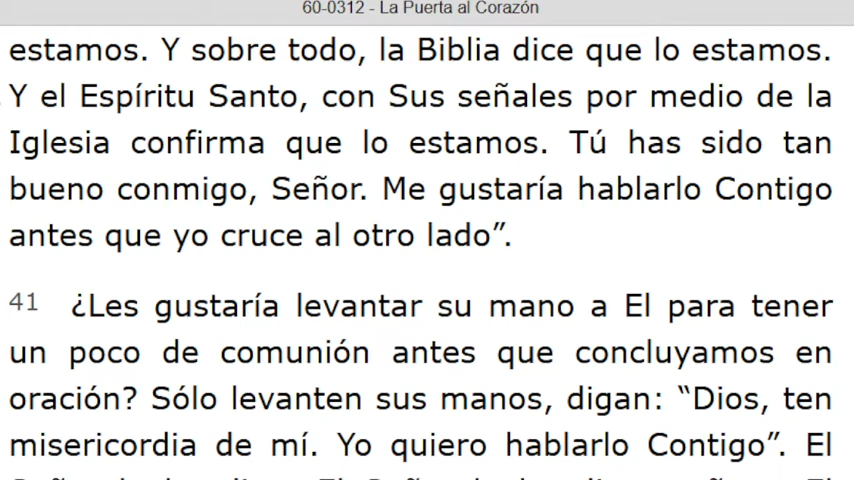 60-0312 - La Puerta al Corazón
estamos. Y sobre todo, la Biblia dice que lo estamos.
Y el Espíritu Santo, con Sus señales por medio de la
Iglesia confirma que lo estamos. Tú has sido tan
bueno conmigo, Señor. Me gustaría hablarlo Contigo
antes que yo cruce al otro lado”.
41 ¿Les gustaría levantar su mano a El para tener
un poco de comunión antes que concluyamos en
oración? Sólo levanten sus manos, digan: “Dios, ten
misericordia de mí. Yo quiero hablarlo Contigo”. El